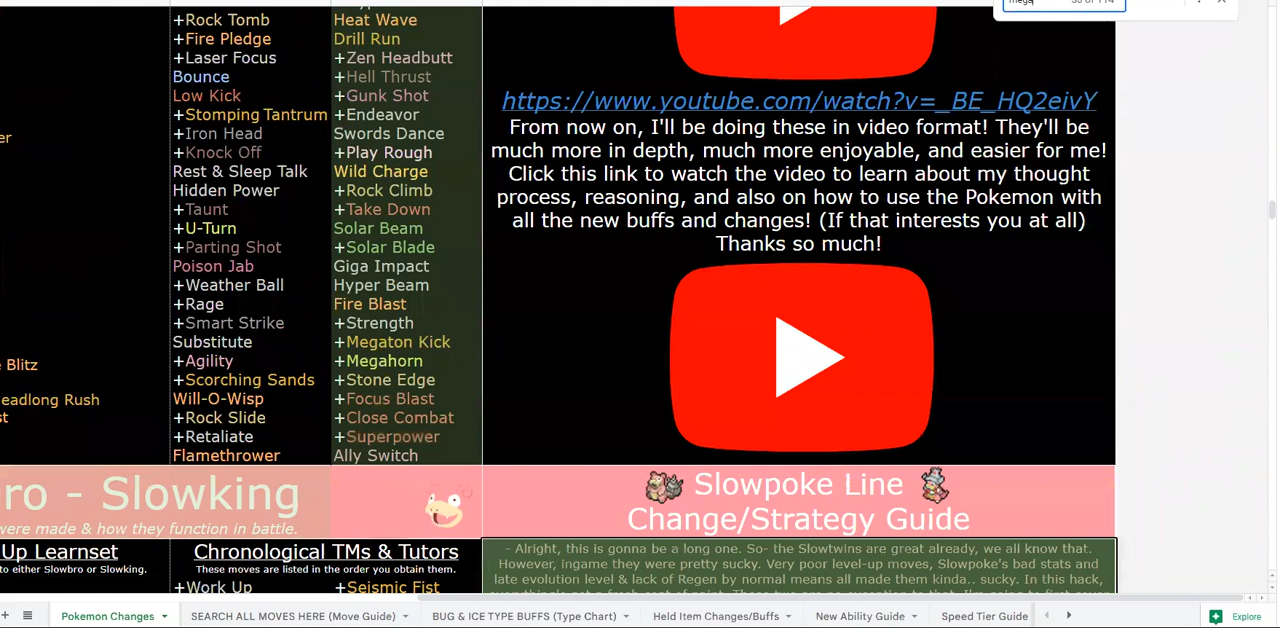 mega
+Rock Tomb
+Fire Pledge
+Laser Focus
Bounce
Low Kick
+Stomping Tantrum
+Iron Head
+Knock Off
Rest & Sleep Talk
Hidden Power
+Taunt
+U-Turn
+Parting Shot
Poison Jab
+Weather Ball
+Rage
+Smart Strike
Substitute
+Agility
+Scorching Sands
Will-O-Wisp
+Rock Slide
+Retaliate
Flamethrower
Heat Wave
Drill Run
+Zen Headbutt
+Hell Thrust
+Gunk Shot
+Endeavor
Swords Dance
+Play Rough
Wild Charge
+Rock Climb
+Take Down
Solar Beam
+Solar Blade
Giga Impact
Hyper Beam
Fire Blast
+Strength
+Megaton Kick
+Megahorn
+Stone Edge
+Focus Blast
+Close Combat
+Superpower
Ally Switch
https://www.youtube.com/watch?v=_BE_HQ2eivY
From now on, I'll be doing these in video format! They'll be
much more in depth, much more enjoyable, and easier for me!
Click this link to watch the video to learn about my thought
process, reasoning, and also on how to use the Pokemon with
all the new buffs and changes! (If that interests you at all)
Thanks so much!
er
e Blitz
eadlong Rush
st
ro - Slowking
were made & how they function in battle.
Slowpoke Line
Change/Strategy Guide
Up Learnset
to either Slowbro or Slowking.
Chronological TMs & Tutors
These moves are listed in the order you obtain them.
+Work Up
+Seismic Fist
- Alright, this is gonna be a long one. So- the Slowtwins are great already, we all know that.
However, ingame they were pretty sucky. Very poor level-up moves, Slowpoke's bad stats and
late evolution level & lack of Regen by normal means all made them kinda.. sucky. In this hack,
+ Pokemon Changes
SEARCH ALL MOVES HERE (Move Guide)
BUG & ICE TYPE BUFFS (Type Chart)
Held Item Changes/Buffs
New Ability Guide
Speed Tier Guide
Explore